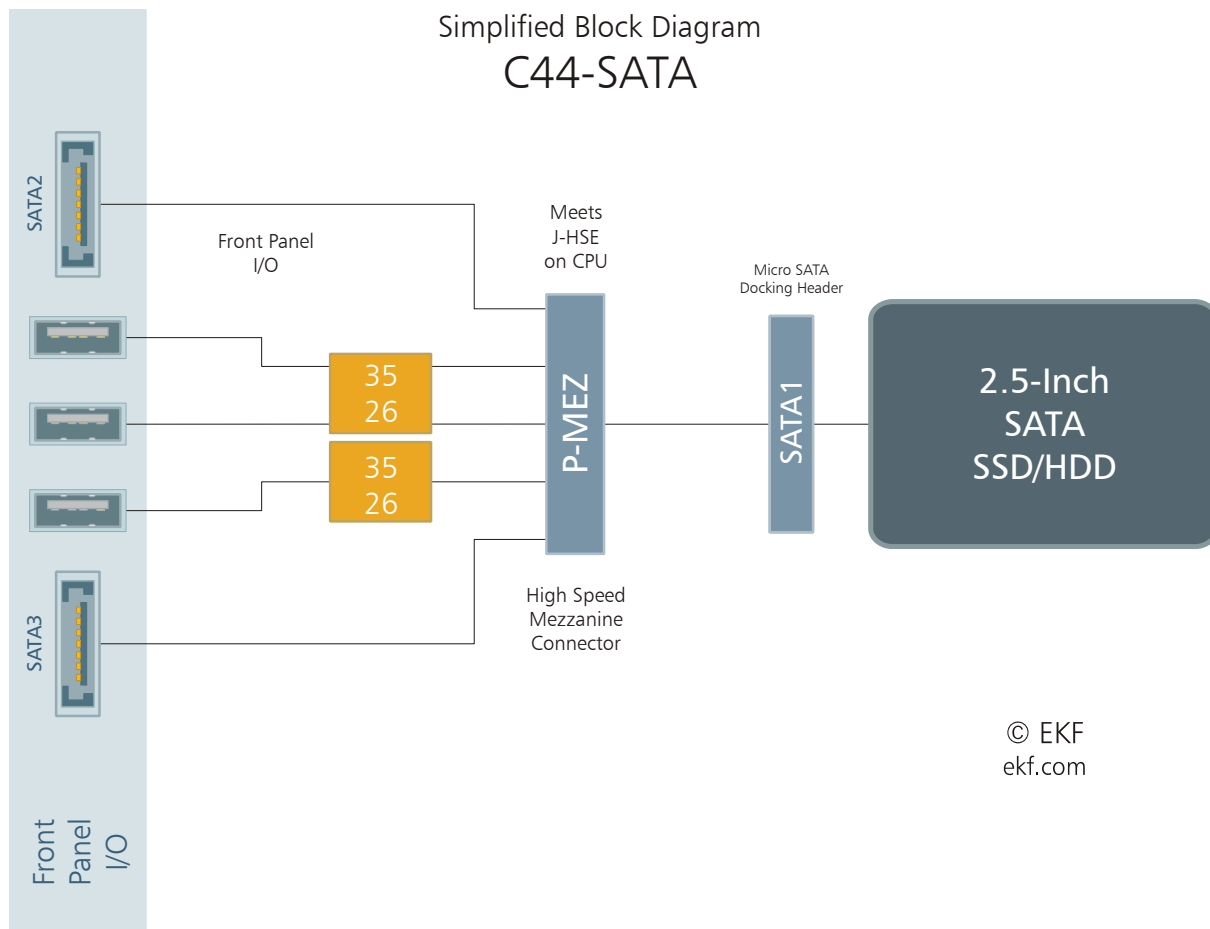 Simplified Block Diagram
C44-SATA
SATA2
Front Panel
I/O
Meets
J-HSE
on CPU
Micro SATA
Docking Header
35
26
35
26
P-MEZ
SATA1
2.5-Inch
SATA
SSD/HDD
High Speed
Mezzanine
Connector
SATA3
© EKF
ekf.com
Front
Panel
I/O